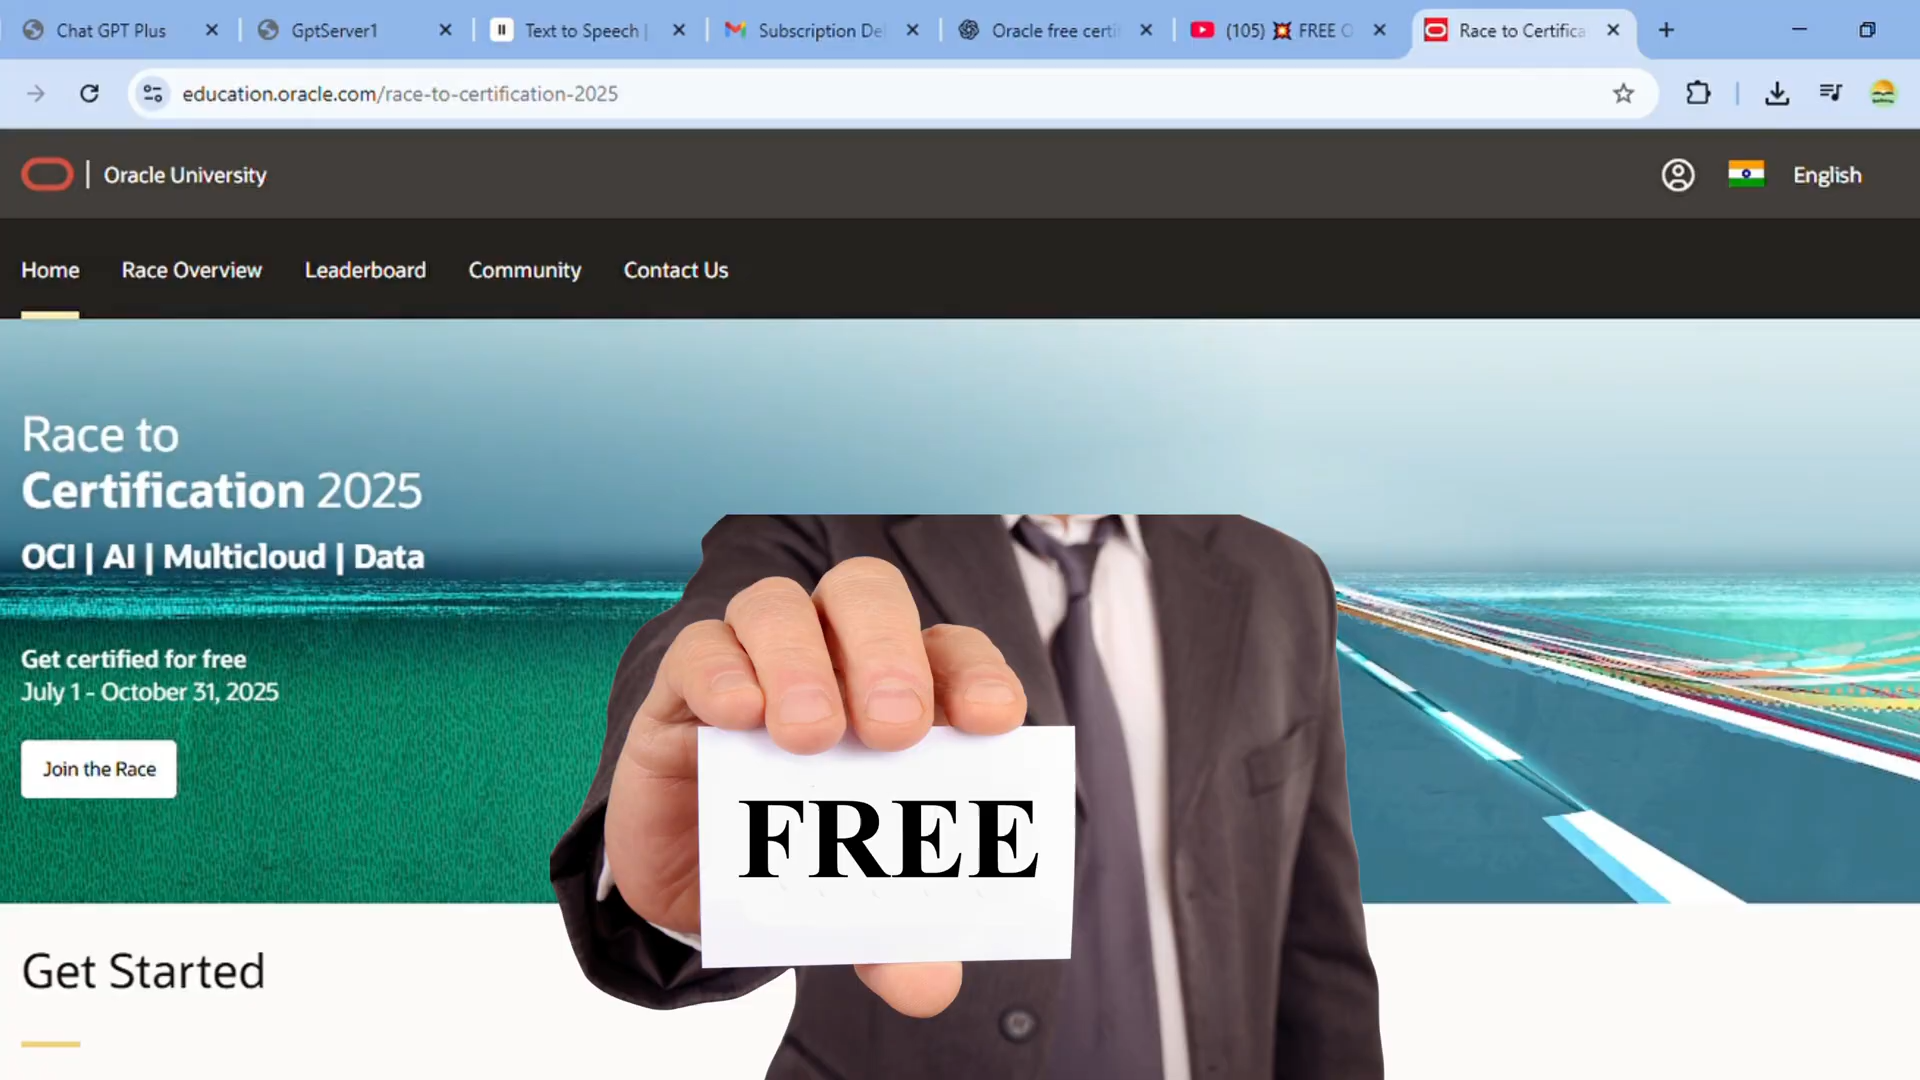 Chat GPT Plus
GptServer1
Text to Speech |
Subscription De
Oracle free certi
(105) 💥 FREE O
Race to Certifica
education.oracle.com/race-to-certification-2025
Oracle University
English
Home
Race Overview
Leaderboard
Community
Contact Us
Race to
Certification 2025
OCI | AI | Multicloud | Data
Get certified for free
July 1 - October 31, 2025
Join the Race
FREE
Get Started